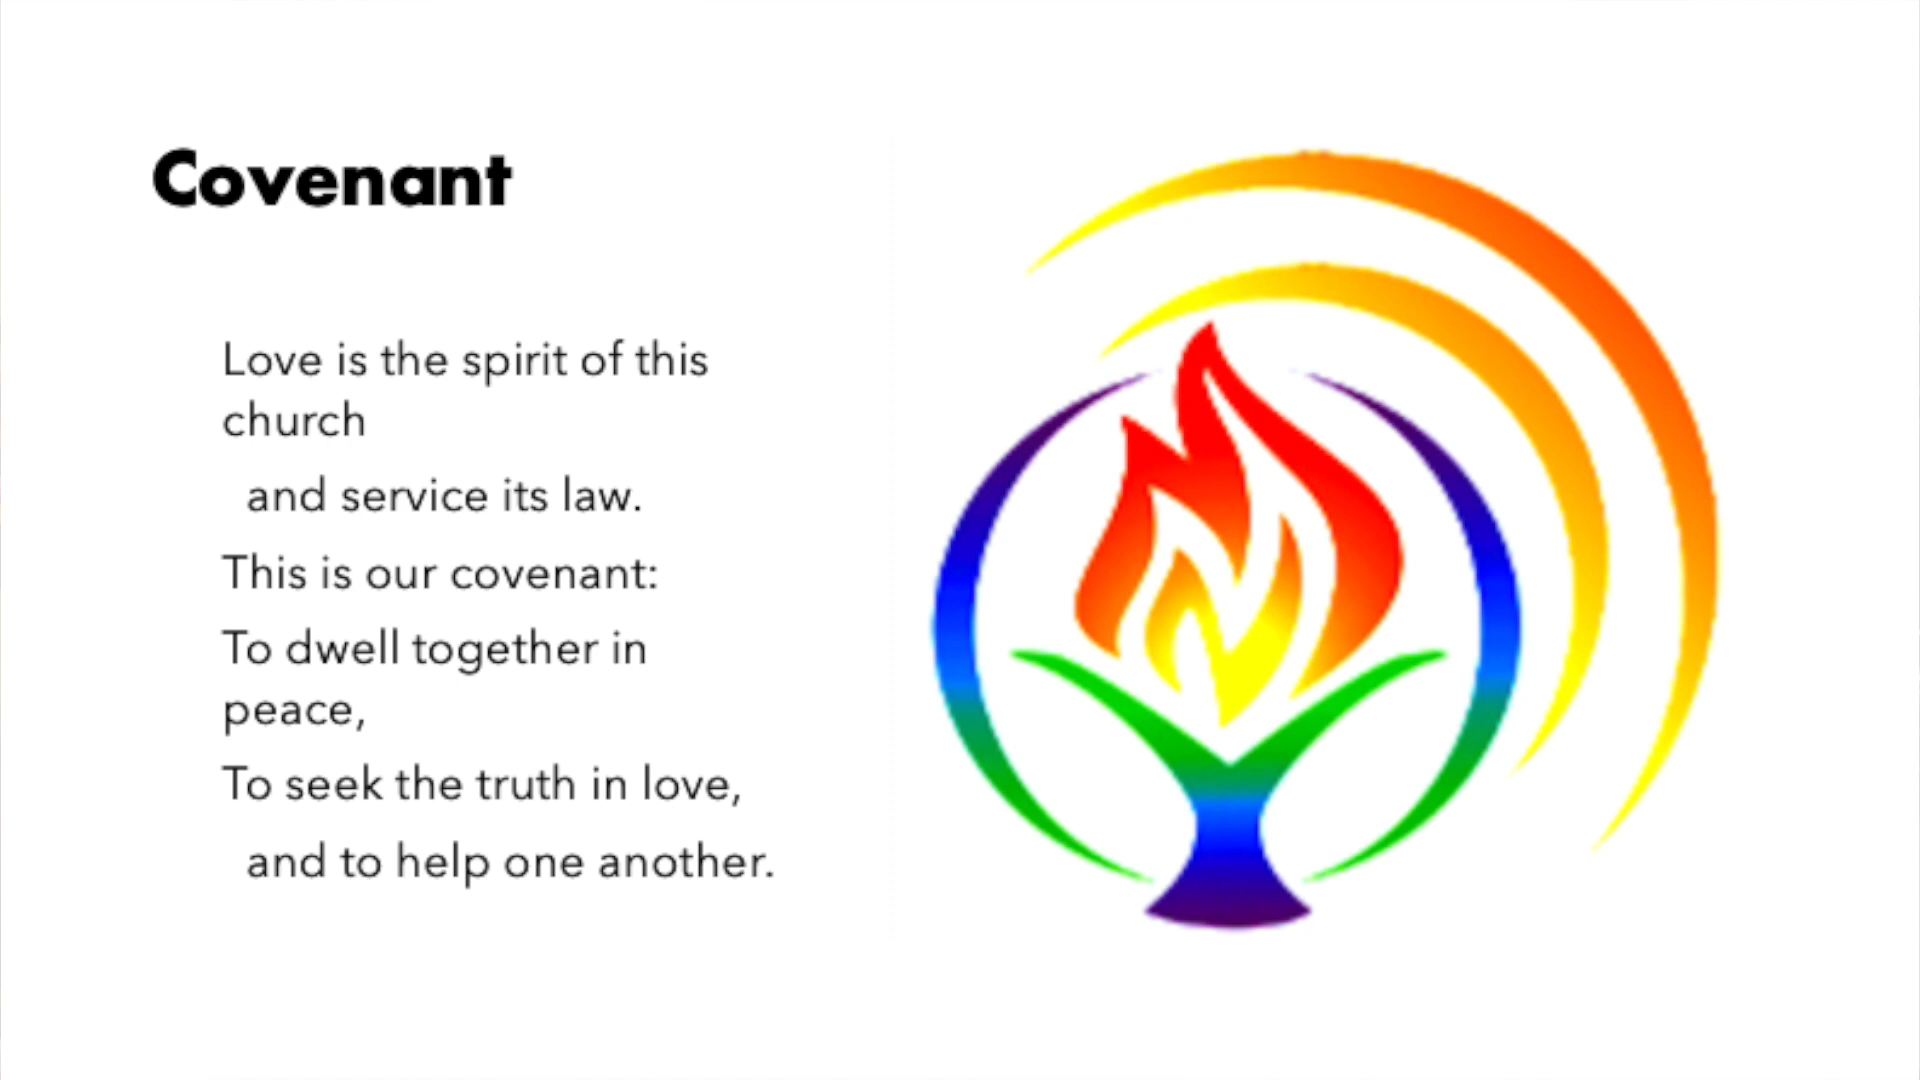 Covenant
Love is the spirit of this
church
and service its law.
This is our covenant:
To dwell together in
peace,
To seek the truth in love,
and to help one another.